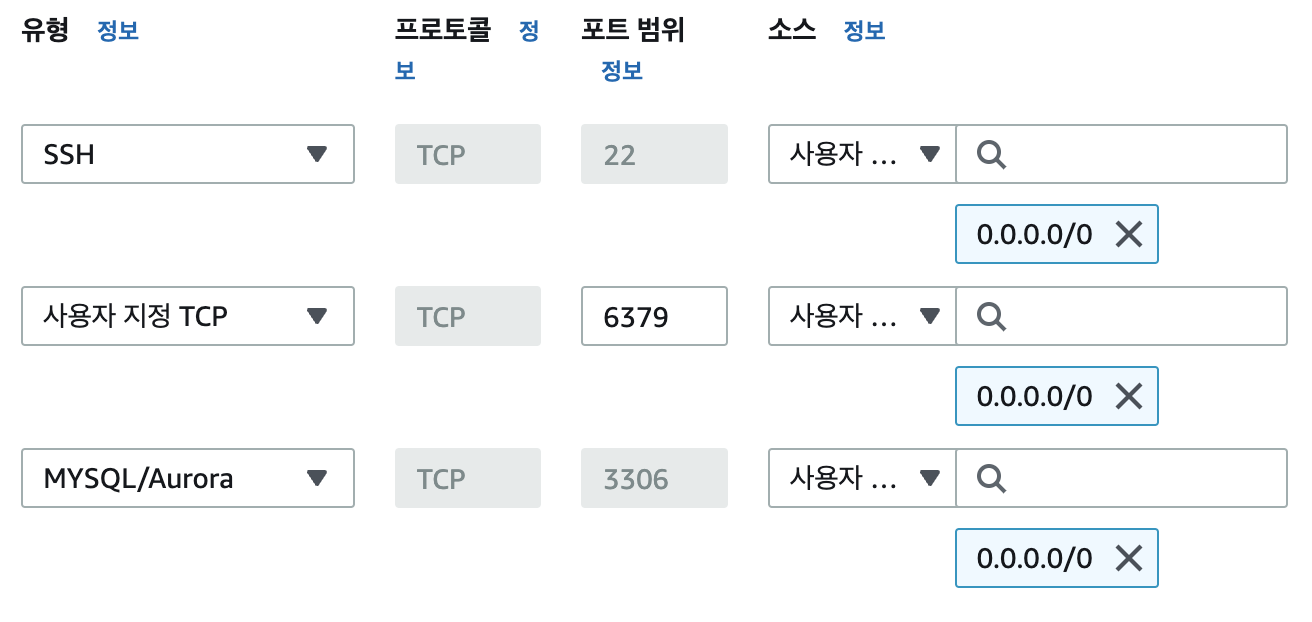 유형 정보 프로토콜 정보 포트 범위 정보 소스 정보
SSH TCP 22 사용자 ...
0.0.0.0/0
사용자 지정 TCP TCP 6379 사용자 ...
0.0.0.0/0
MYSQL/Aurora TCP 3306 사용자 ...
0.0.0.0/0